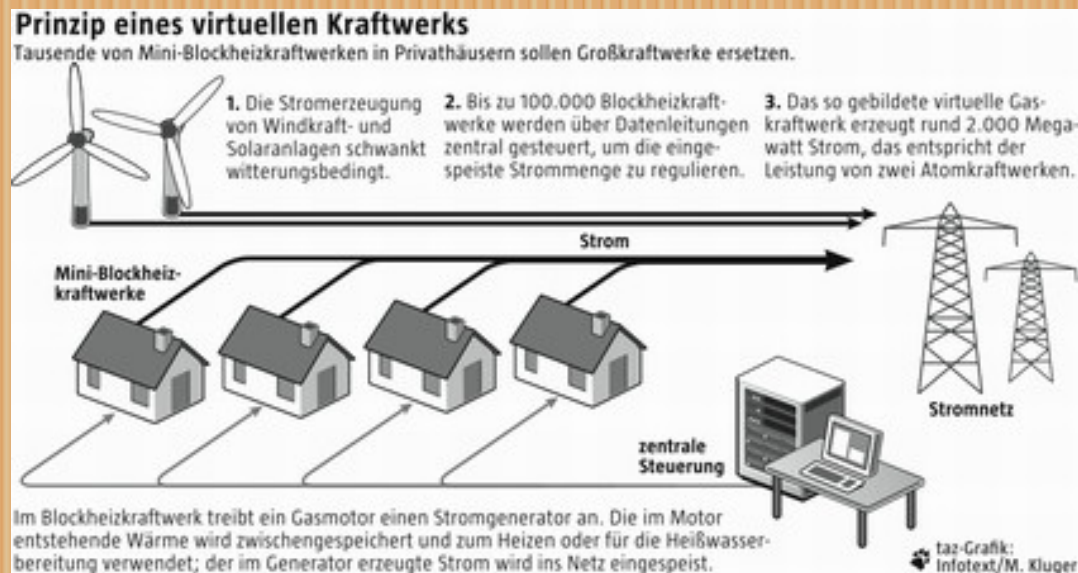 Prinzip eines virtuellen Kraftwerks
Tausende von Mini-Blockheizkraftwerken in Privathäusern sollen Großkraftwerke ersetzen.
1. Die Stromerzeugung
von Windkraft- und
Solaranlagen schwankt
witterungsbedingt.
2. Bis zu 100.000 Blockheizkraft-
werke werden über Datenleitungen
zentral gesteuert, um die einge-
speiste Strommenge zu regulieren.
3. Das so gebildete virtuelle Gas-
kraftwerk erzeugt rund 2.000 Mega-
watt Strom, das entspricht der
Leistung von zwei Atomkraftwerken.
Strom
Mini-Blockheiz-
kraftwerke
Stromnetz
zentrale
Steuerung
Im Blockheizkraftwerk treibt ein Gasmotor einen Stromgenerator an. Die im Motor
entstehende Wärme wird zwischengespeichert und zum Heizen oder für die Heißwasser-
bereitung verwendet; der im Generator erzeugte Strom wird ins Netz eingespeist.
taz-Grafik:
Infotext/M. Kluger